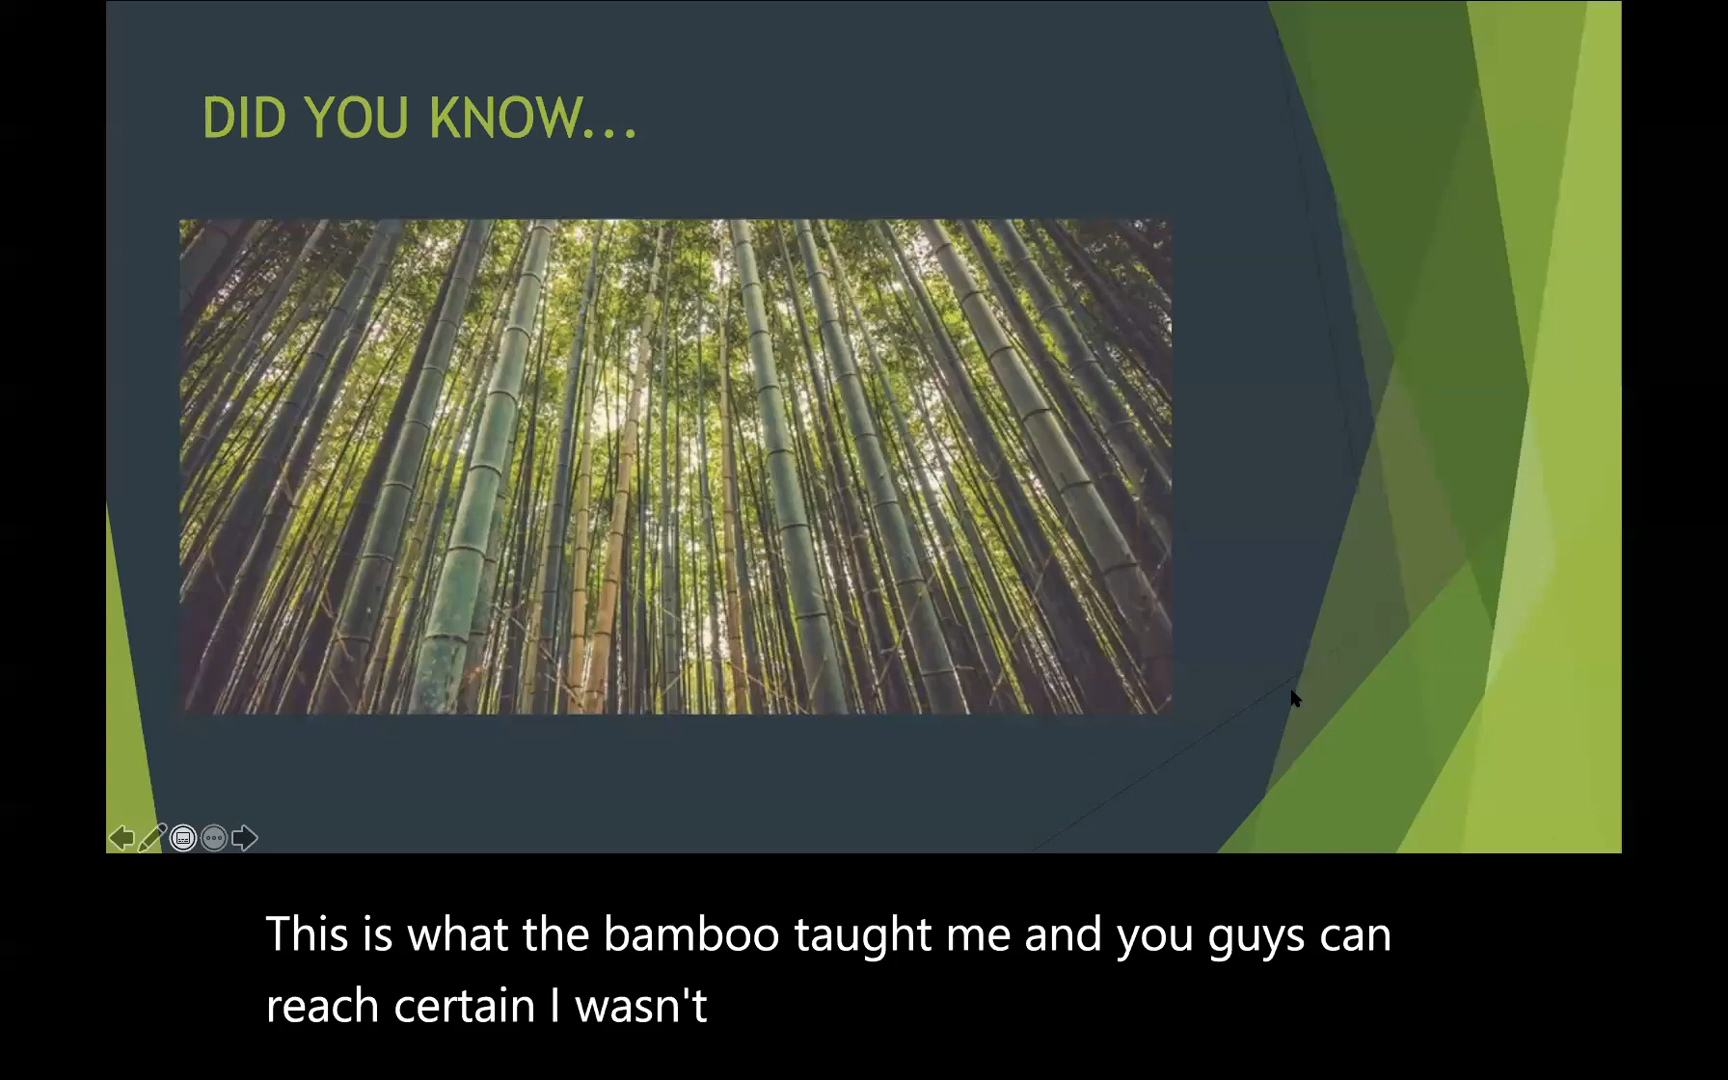 DID YOU KNOW...
This is what the bamboo taught me and you guys can
reach certain I wasn't